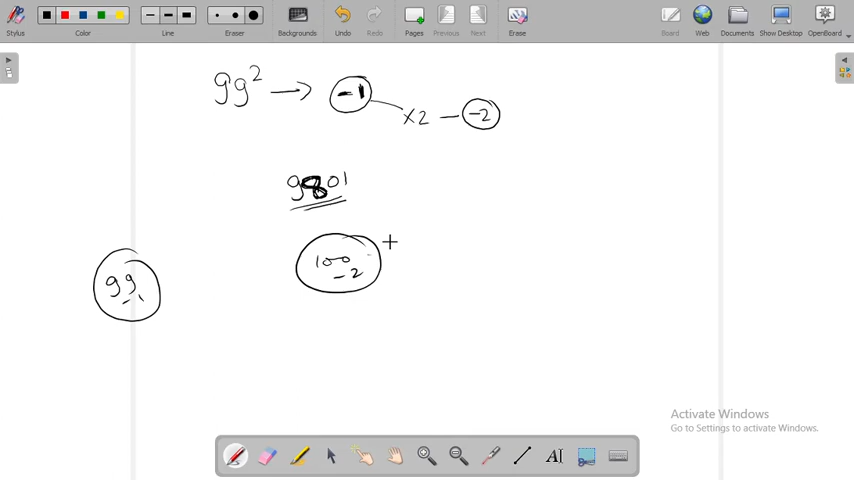 Stylus
Color
Line
Eraser
Backgrounds
Undo
Redo
Pages
Previous
Next
Erase
Board
Web
Documents
Show Desktop
OpenBoard
99² → -1
×2 — -2
9801
100 +
-2
99
-1
Activate Windows
Go to Settings to activate Windows.